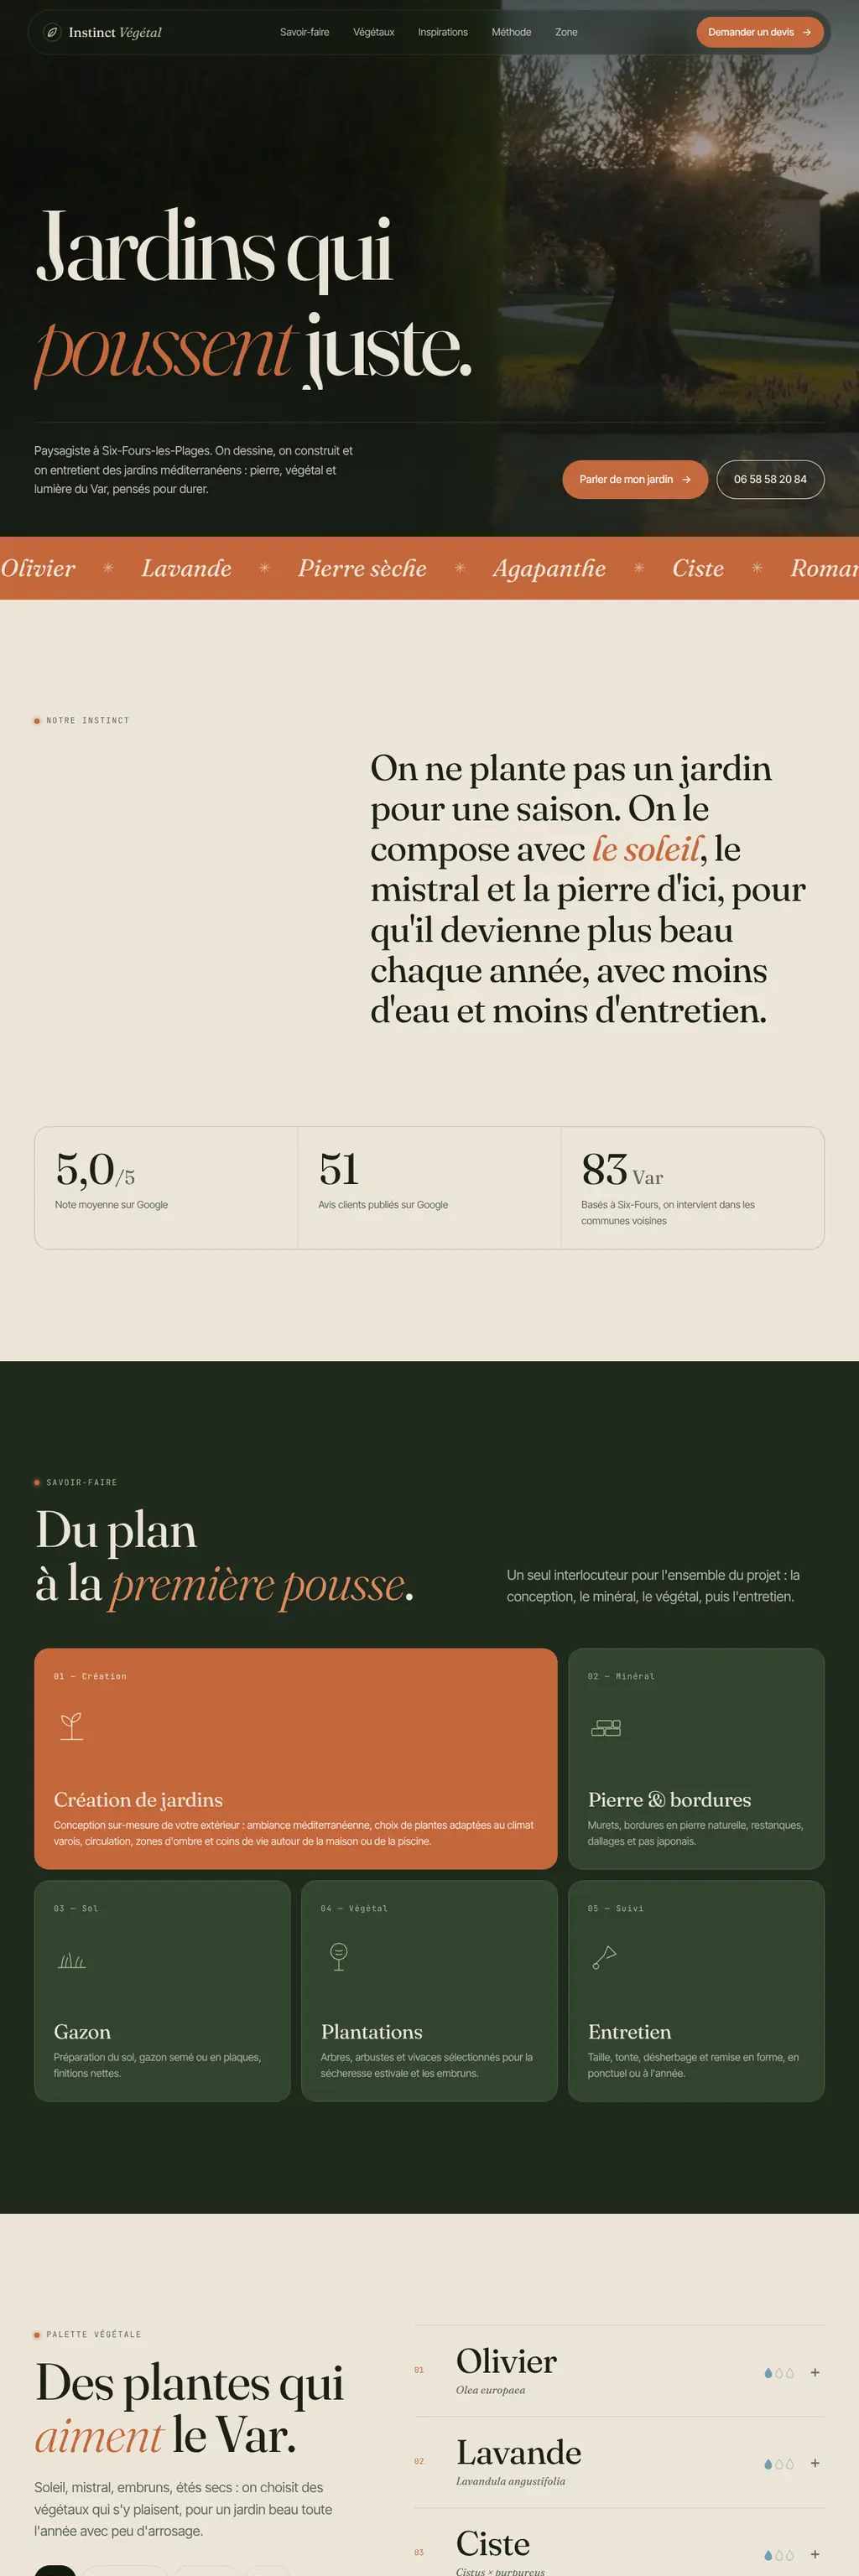 Instinct Végétal
Savoir-faire
Végétaux
Inspirations
Méthode
Zone
Demander un devis →
Jardins qui
poussent juste.
Paysagiste à Six-Fours-les-Plages. On dessine, on construit et
on entretient des jardins méditerranéens : pierre, végétal et
lumière du Var, pensés pour durer.
Parler de mon jardin →
06 58 58 20 84
Olivier ✳ Lavande ✳ Pierre sèche ✳ Agapanthe ✳ Ciste ✳ Romar
NOTRE INSTINCT
On ne plante pas un jardin
pour une saison. On le
compose avec le soleil, le
mistral et la pierre d'ici, pour
qu'il devienne plus beau
chaque année, avec moins
d'eau et moins d'entretien.
5,0/5
Note moyenne sur Google
51
Avis clients publiés sur Google
83 Var
Basés à Six-Fours, on intervient dans les
communes voisines
SAVOIR-FAIRE
Du plan
à la première pousse.
Un seul interlocuteur pour l'ensemble du projet : la
conception, le minéral, le végétal, puis l'entretien.
01 — Création
Création de jardins
Conception sur-mesure de votre extérieur : ambiance méditerranéenne, choix de plantes adaptées au climat
varois, circulation, zones d'ombre et coins de vie autour de la maison ou de la piscine.
02 — Minéral
Pierre & bordures
Murets, bordures en pierre naturelle, restanques,
dallages et pas japonais.
03 — Sol
Gazon
Préparation du sol, gazon semé ou en plaques,
finitions nettes.
04 — Végétal
Plantations
Arbres, arbustes et vivaces sélectionnés pour la
sécheresse estivale et les embruns.
05 — Suivi
Entretien
Taille, tonte, désherbage et remise en forme, en
ponctuel ou à l'année.
PALETTE VÉGÉTALE
Des plantes qui
aiment le Var.
Soleil, mistral, embruns, étés secs : on choisit des
végétaux qui s'y plaisent, pour un jardin beau toute
l'année avec peu d'arrosage.
01
Olivier
Olea europaea
+
02
Lavande
Lavandula angustifolia
+
03
Ciste
Cistus × purpureus
+